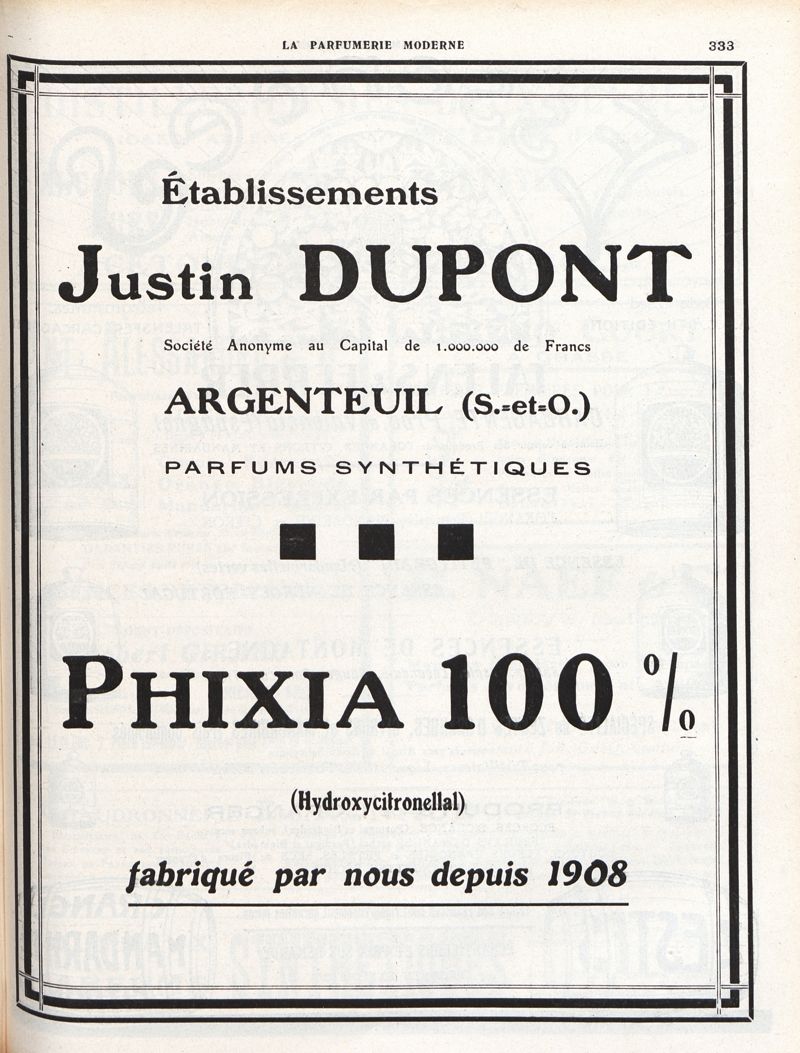 LA PARFUMERIE MODERNE 333
Établissements
Justin DUPONT
Société Anonyme au Capital de 1.000.000 de Francs
ARGENTEUIL (S.-et-O.)
PARFUMS SYNTHÉTIQUES
PHIXIA 100 %
(Hydroxycitronellal)
fabriqué par nous depuis 1908